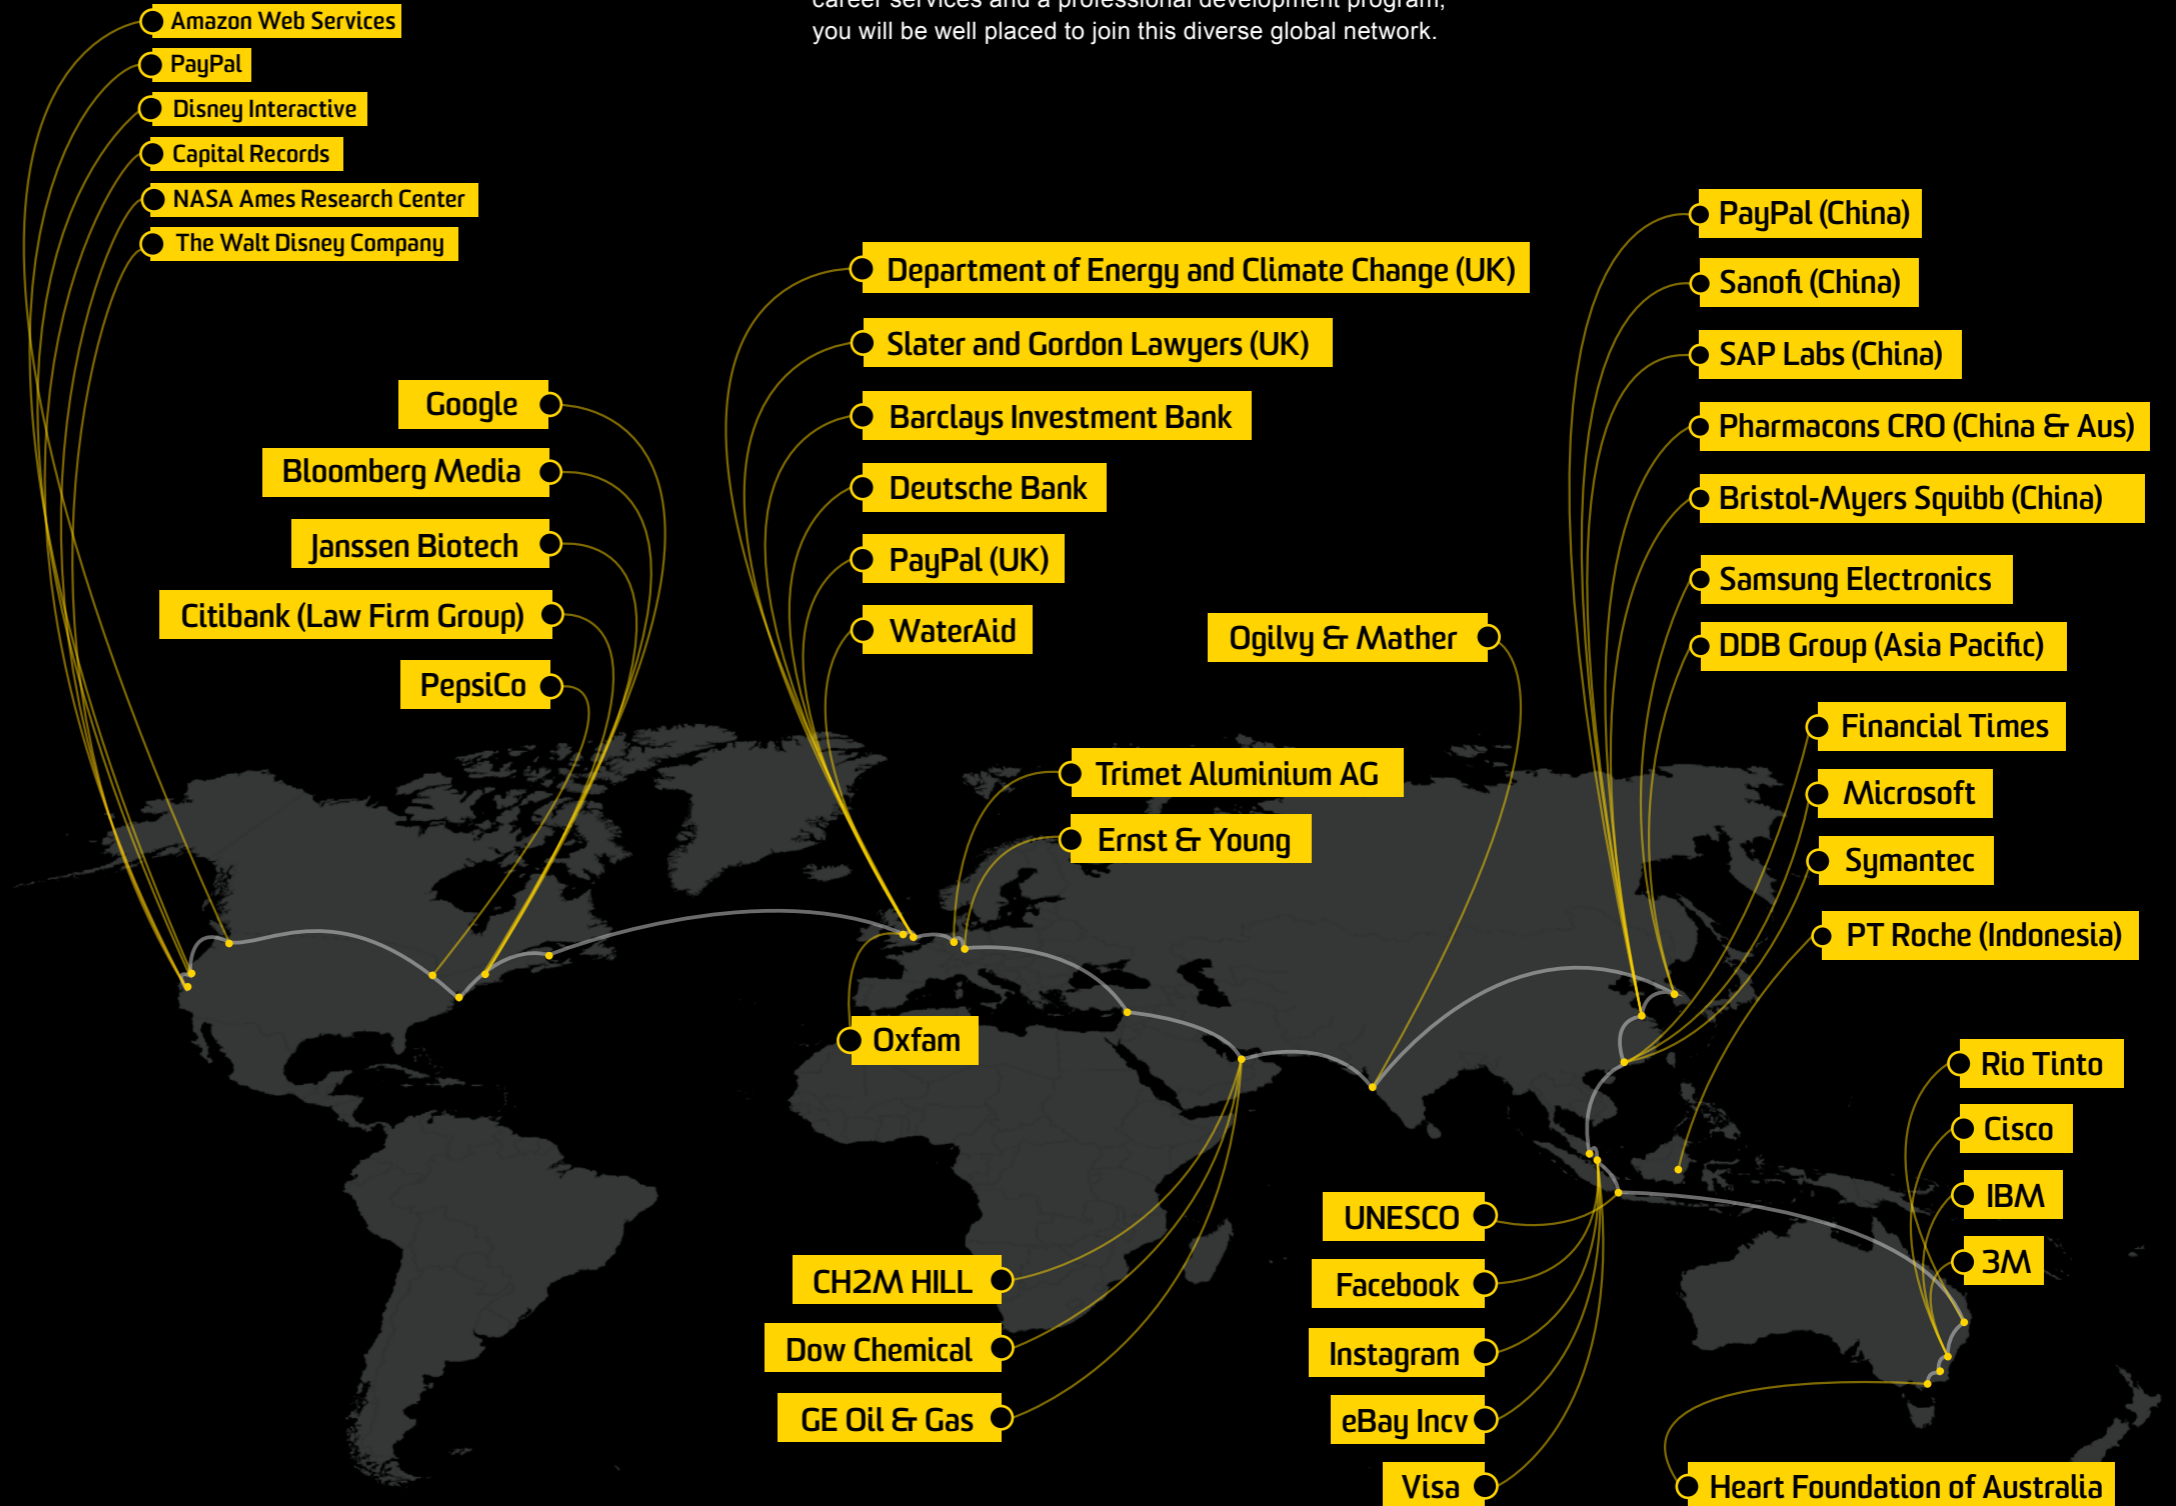 career services and a professional development program,
you will be well placed to join this diverse global network.
Amazon Web Services
PayPal
Disney Interactive
Capital Records
NASA Ames Research Center
The Walt Disney Company
Google
Bloomberg Media
Janssen Biotech
Citibank (Law Firm Group)
PepsiCo
Department of Energy and Climate Change (UK)
Slater and Gordon Lawyers (UK)
Barclays Investment Bank
Deutsche Bank
PayPal (UK)
WaterAid
Ogilvy & Mather
Trimet Aluminium AG
Ernst & Young
Oxfam
PayPal (China)
Sanofi (China)
SAP Labs (China)
Pharmacons CRO (China & Aus)
Bristol-Myers Squibb (China)
Samsung Electronics
DDB Group (Asia Pacific)
Financial Times
Microsoft
Symantec
PT Roche (Indonesia)
Rio Tinto
Cisco
IBM
3M
CH2M HILL
Dow Chemical
GE Oil & Gas
UNESCO
Facebook
Instagram
eBay Incv
Visa
Heart Foundation of Australia